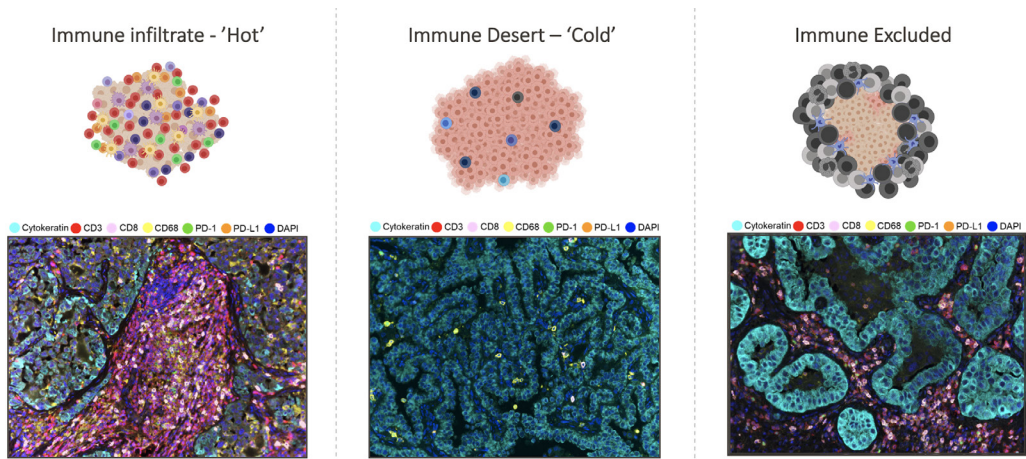 Immune infiltrate - 'Hot'
Immune Desert – 'Cold'
Immune Excluded
Cytokeratin CD3 CD8 CD68 PD-1 PD-L1 DAPI
Cytokeratin CD3 CD8 CD68 PD-1 PD-L1 DAPI
Cytokeratin CD3 CD8 CD68 PD-1 PD-L1 DAPI